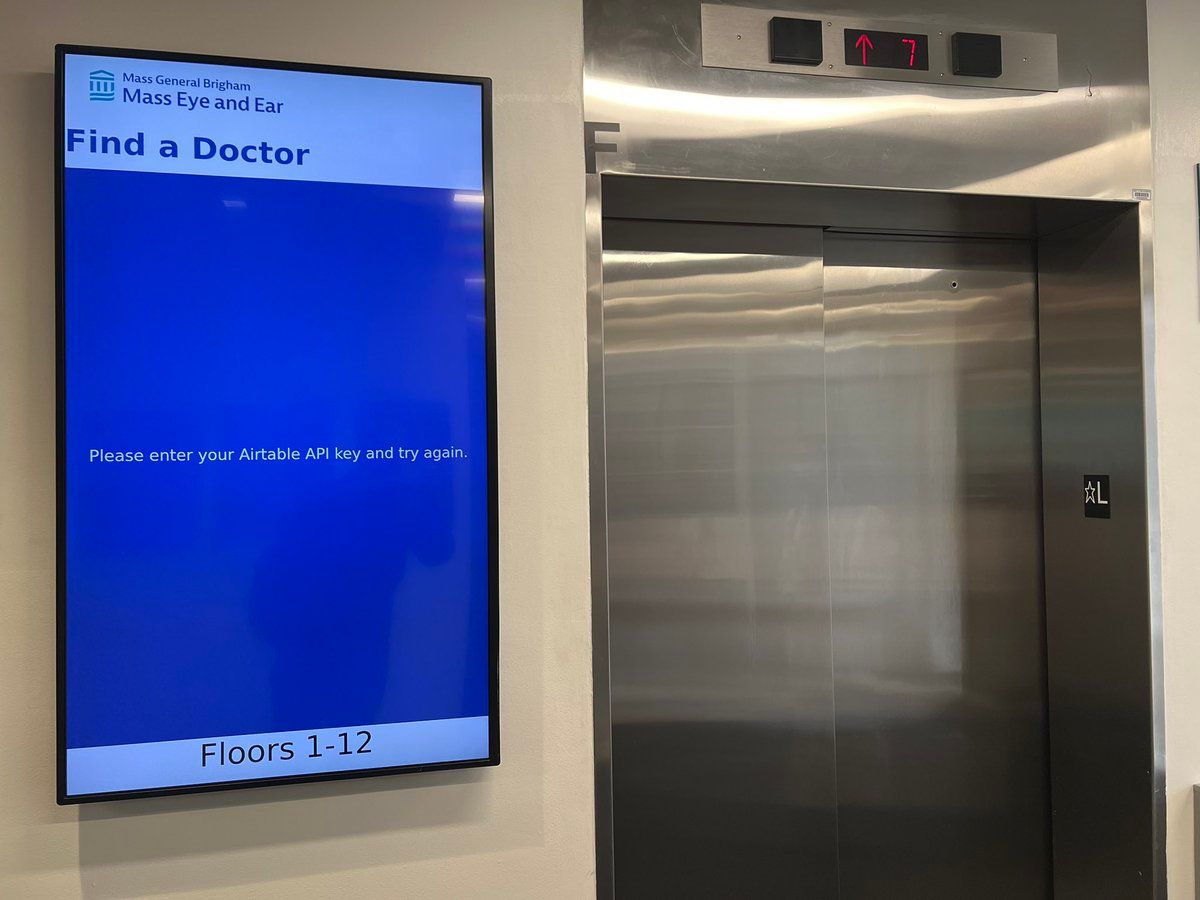 Mass General Brigham
Mass Eye and Ear
Find a Doctor
Please enter your Airtable API key and try again.
Floors 1-12
7
F
☆L